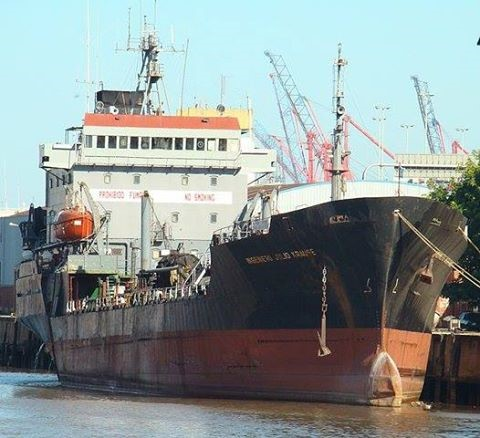 PROHIBIDO FUMAR NO SMOKING
INGENIERO JULIO KRAUSE